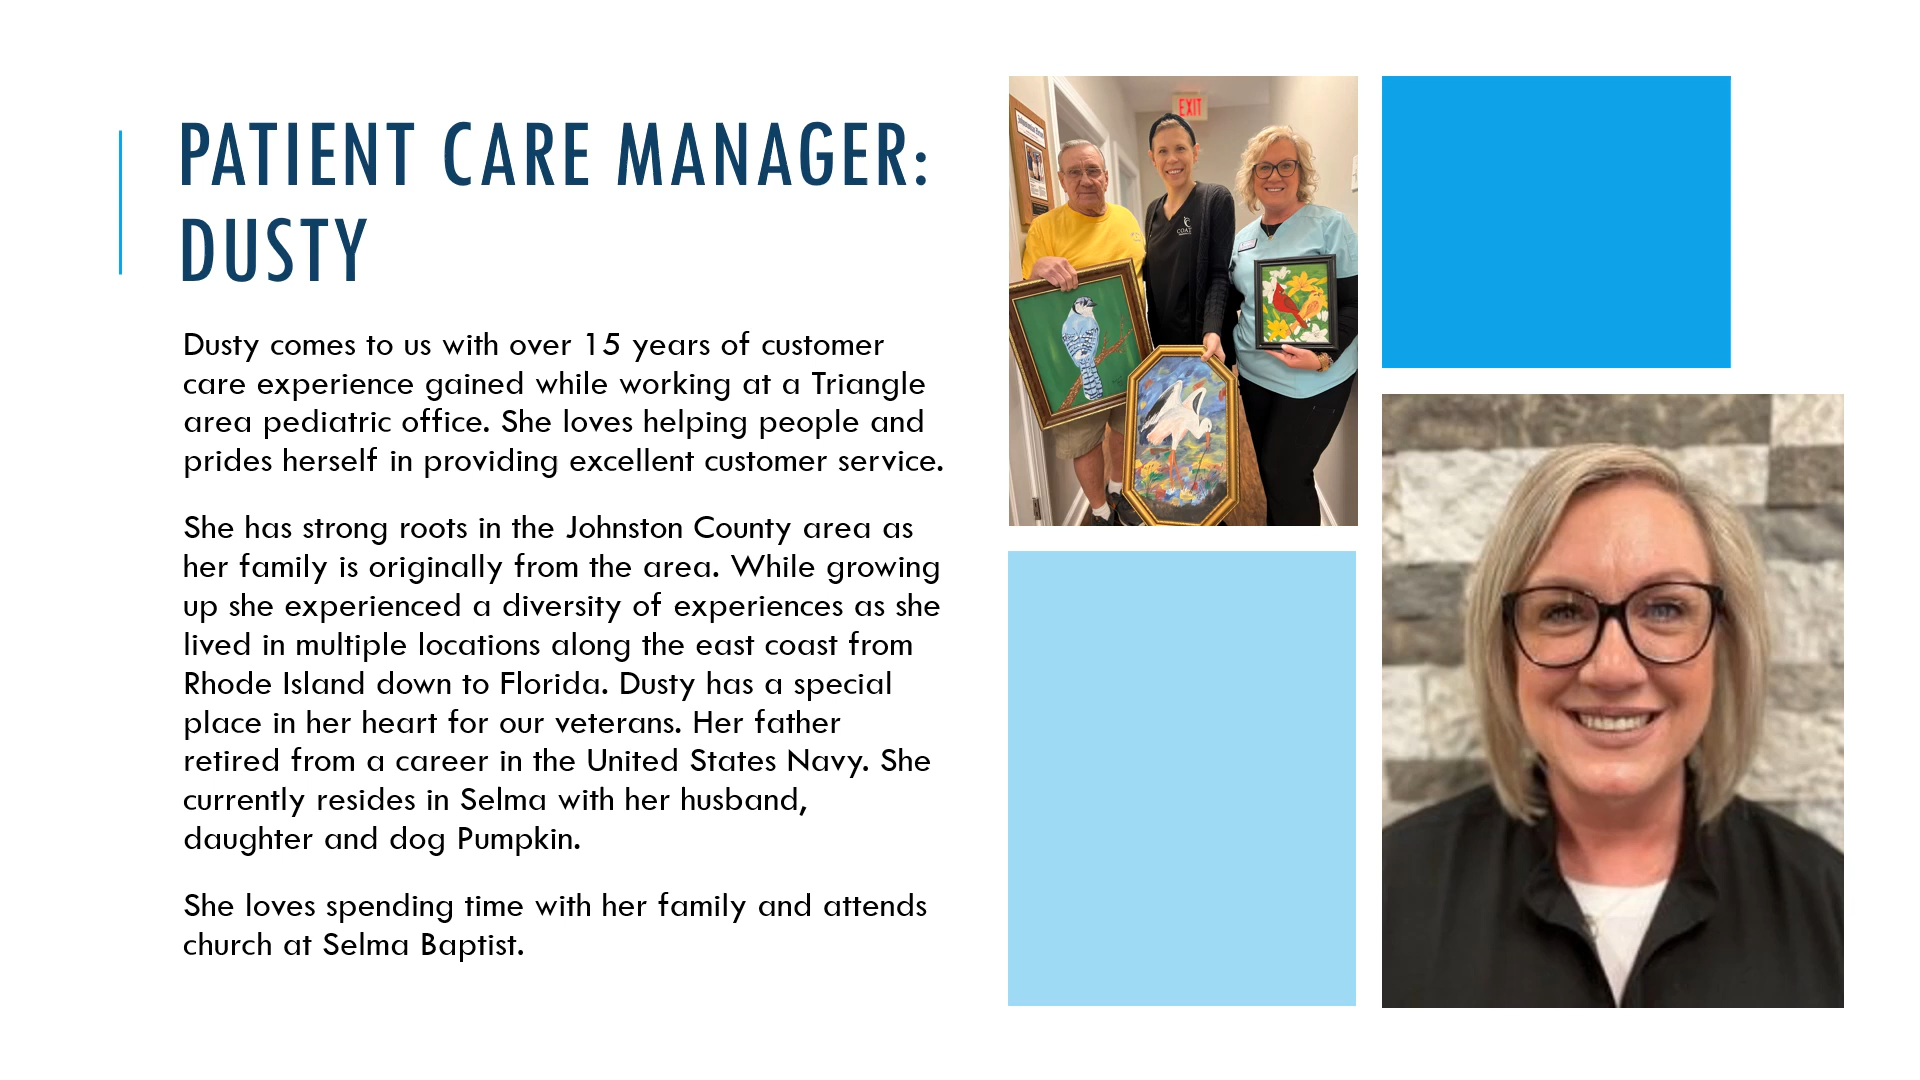 PATIENT CARE MANAGER:
DUSTY
Dusty comes to us with over 15 years of customer
care experience gained while working at a Triangle
area pediatric office. She loves helping people and
prides herself in providing excellent customer service.
She has strong roots in the Johnston County area as
her family is originally from the area. While growing
up she experienced a diversity of experiences as she
lived in multiple locations along the east coast from
Rhode Island down to Florida. Dusty has a special
place in her heart for our veterans. Her father
retired from a career in the United States Navy. She
currently resides in Selma with her husband,
daughter and dog Pumpkin.
She loves spending time with her family and attends
church at Selma Baptist.
EXIT